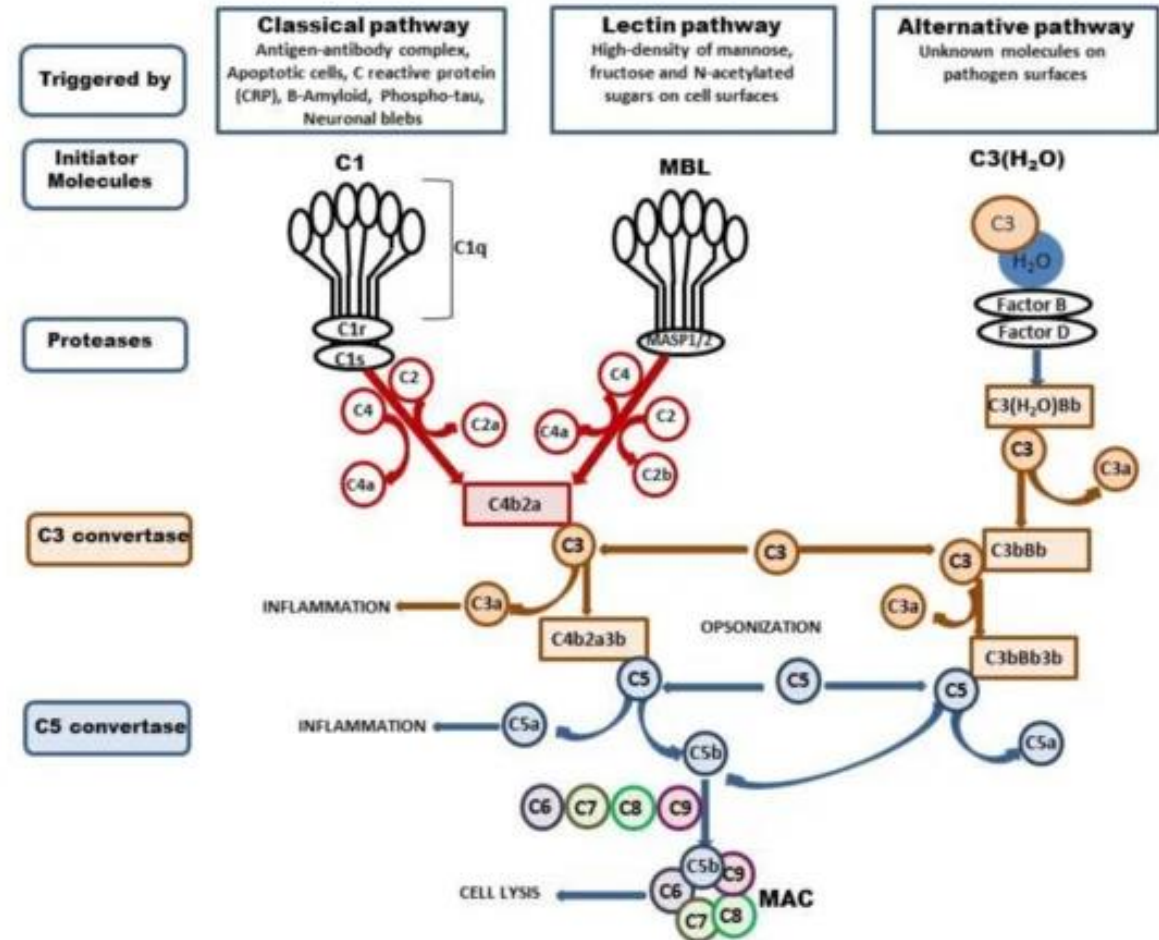 Classical pathway
Antigen-antibody complex,
Apoptotic cells, C reactive protein
(CRP), B-Amyloid, Phospho-tau,
Neuronal blebs
Lectin pathway
High-density of mannose,
fructose and N-acetylated
sugars on cell surfaces
Alternative pathway
Unknown molecules on
pathogen surfaces
Triggered by
Initiator
Molecules
C1
MBL
C3(H₂O)
C1q
C3
H₂O
Proteases
C1r
C1s
MASP1/2
Factor B
Factor D
C2
C4
C2a
C4a
C4
C4a
C2
C2b
C3(H₂O)Bb
C3
C3a
C4b2a
C3 convertase
C3
C3
C3
C3bBb
INFLAMMATION
C3a
C3a
C4b2a3b
OPSONIZATION
C3bBb3b
C5
C5
C5
C5 convertase
INFLAMMATION
C5a
C5b
C5a
C6
C7
C8
C9
C5b
C9
C6
C7
C8
MAC
CELL LYSIS